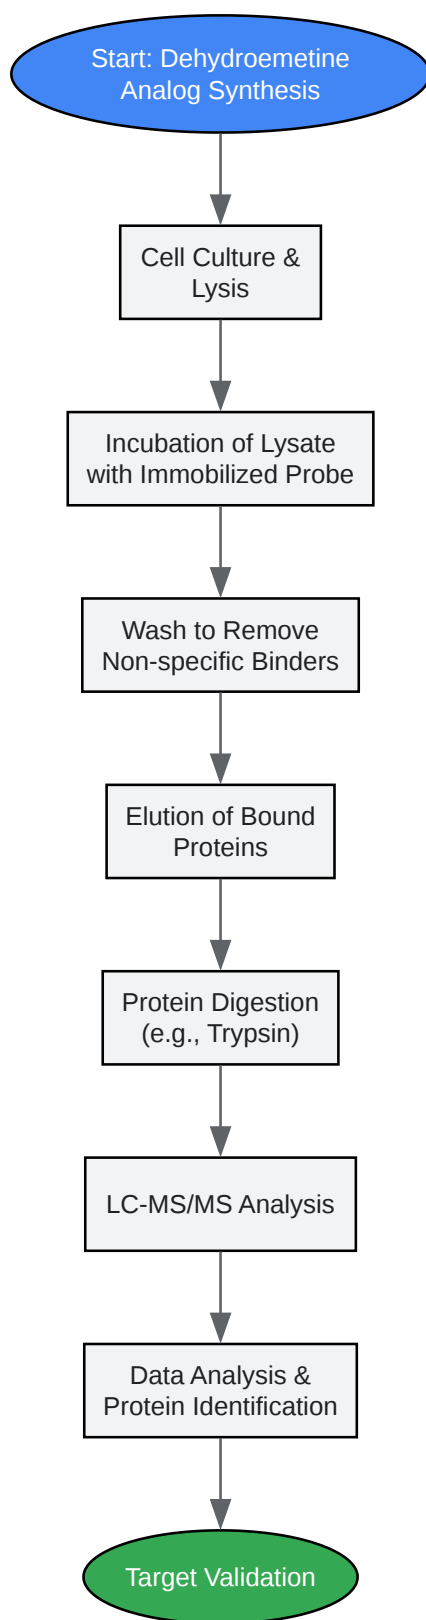 Start: Dehydroemetine
Analog Synthesis
Cell Culture &
Lysis
Incubation of Lysate
with Immobilized Probe
Wash to Remove
Non-specific Binders
Elution of Bound
Proteins
Protein Digestion
(e.g., Trypsin)
LC-MS/MS Analysis
Data Analysis &
Protein Identification
Target Validation